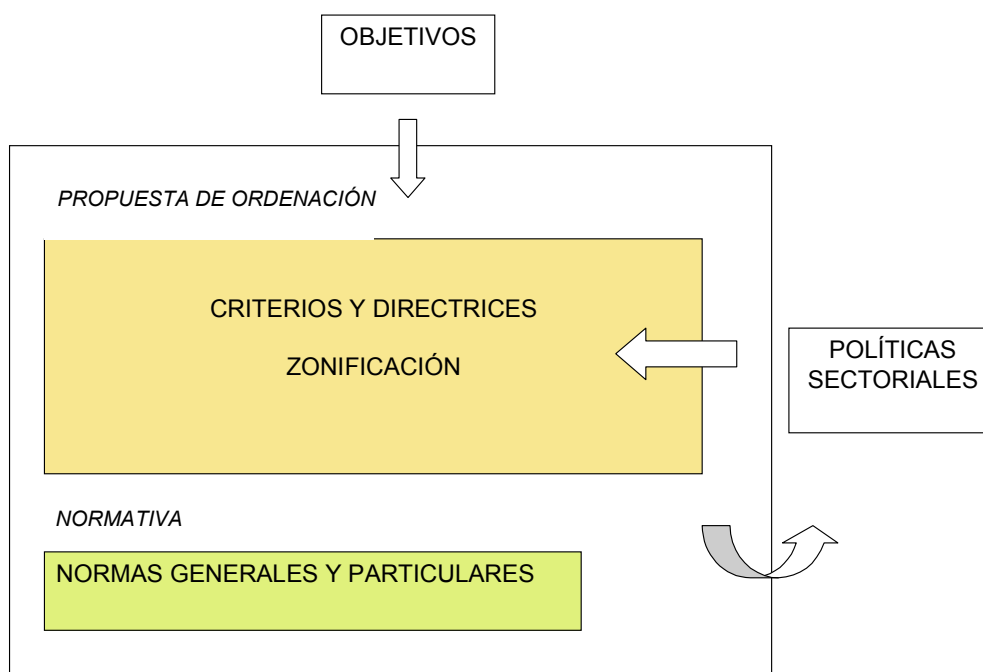 OBJETIVOS
PROPUESTA DE ORDENACIÓN
CRITERIOS Y DIRECTRICES
ZONIFICACIÓN
POLÍTICAS
SECTORIALES
NORMATIVA
NORMAS GENERALES Y PARTICULARES